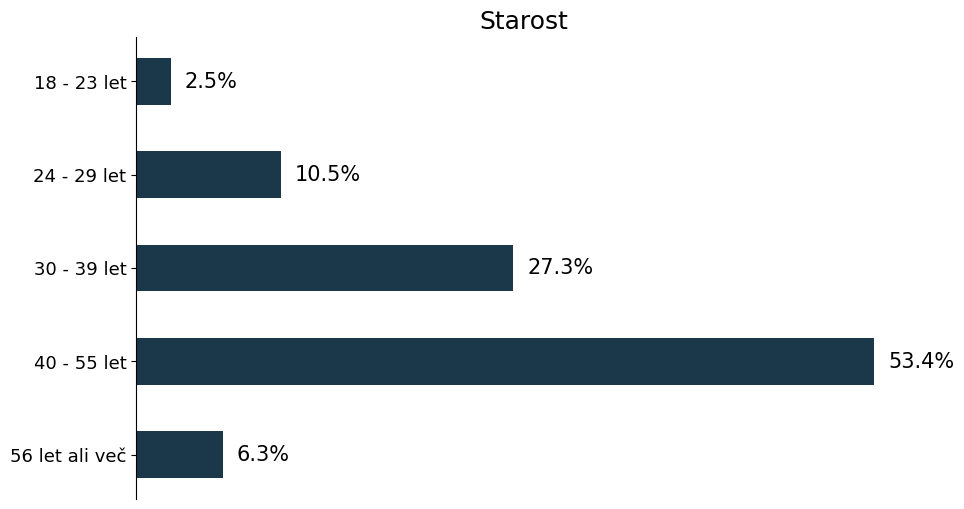 Starost
18 - 23 let
2.5%
24 - 29 let
10.5%
30 - 39 let
27.3%
40 - 55 let
53.4%
56 let ali več
6.3%